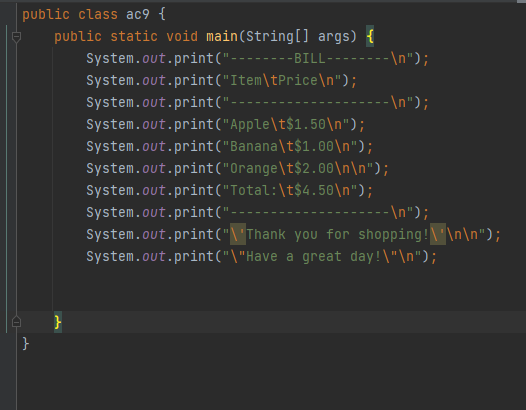 public class ac9 {
    public static void main(String[] args) {
        System.out.print("--------BILL--------\n");
        System.out.print("Item\tPrice\n");
        System.out.print("--------------------\n");
        System.out.print("Apple\t$1.50\n");
        System.out.print("Banana\t$1.00\n");
        System.out.print("Orange\t$2.00\n\n");
        System.out.print("Total:\t$4.50\n");
        System.out.print("--------------------\n");
        System.out.print("\'Thank you for shopping!\'\n\n");
        System.out.print("\"Have a great day!\"\n");
    }
}